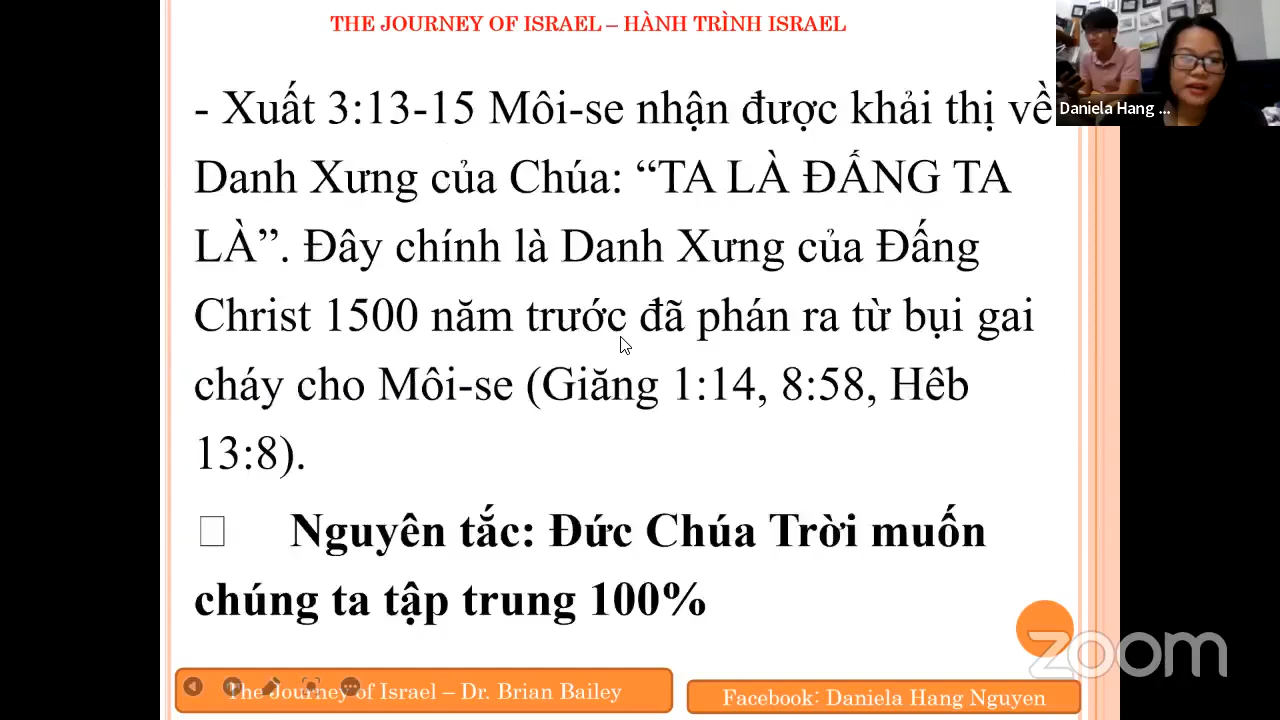 THE JOURNEY OF ISRAEL – HÀNH TRÌNH ISRAEL
- Xuất 3:13-15 Môi-se nhận được khải thị về
Danh Xưng của Chúa: “TA LÀ ĐẤNG TA
LÀ”. Đây chính là Danh Xưng của Đấng
Christ 1500 năm trước đã phán ra từ bụi gai
cháy cho Môi-se (Giăng 1:14, 8:58, Hêb
13:8).
Nguyên tắc: Đức Chúa Trời muốn
chúng ta tập trung 100%
Daniela Hang ...
zoom
The Journey of Israel – Dr. Brian Bailey
Facebook: Daniela Hang Nguyen